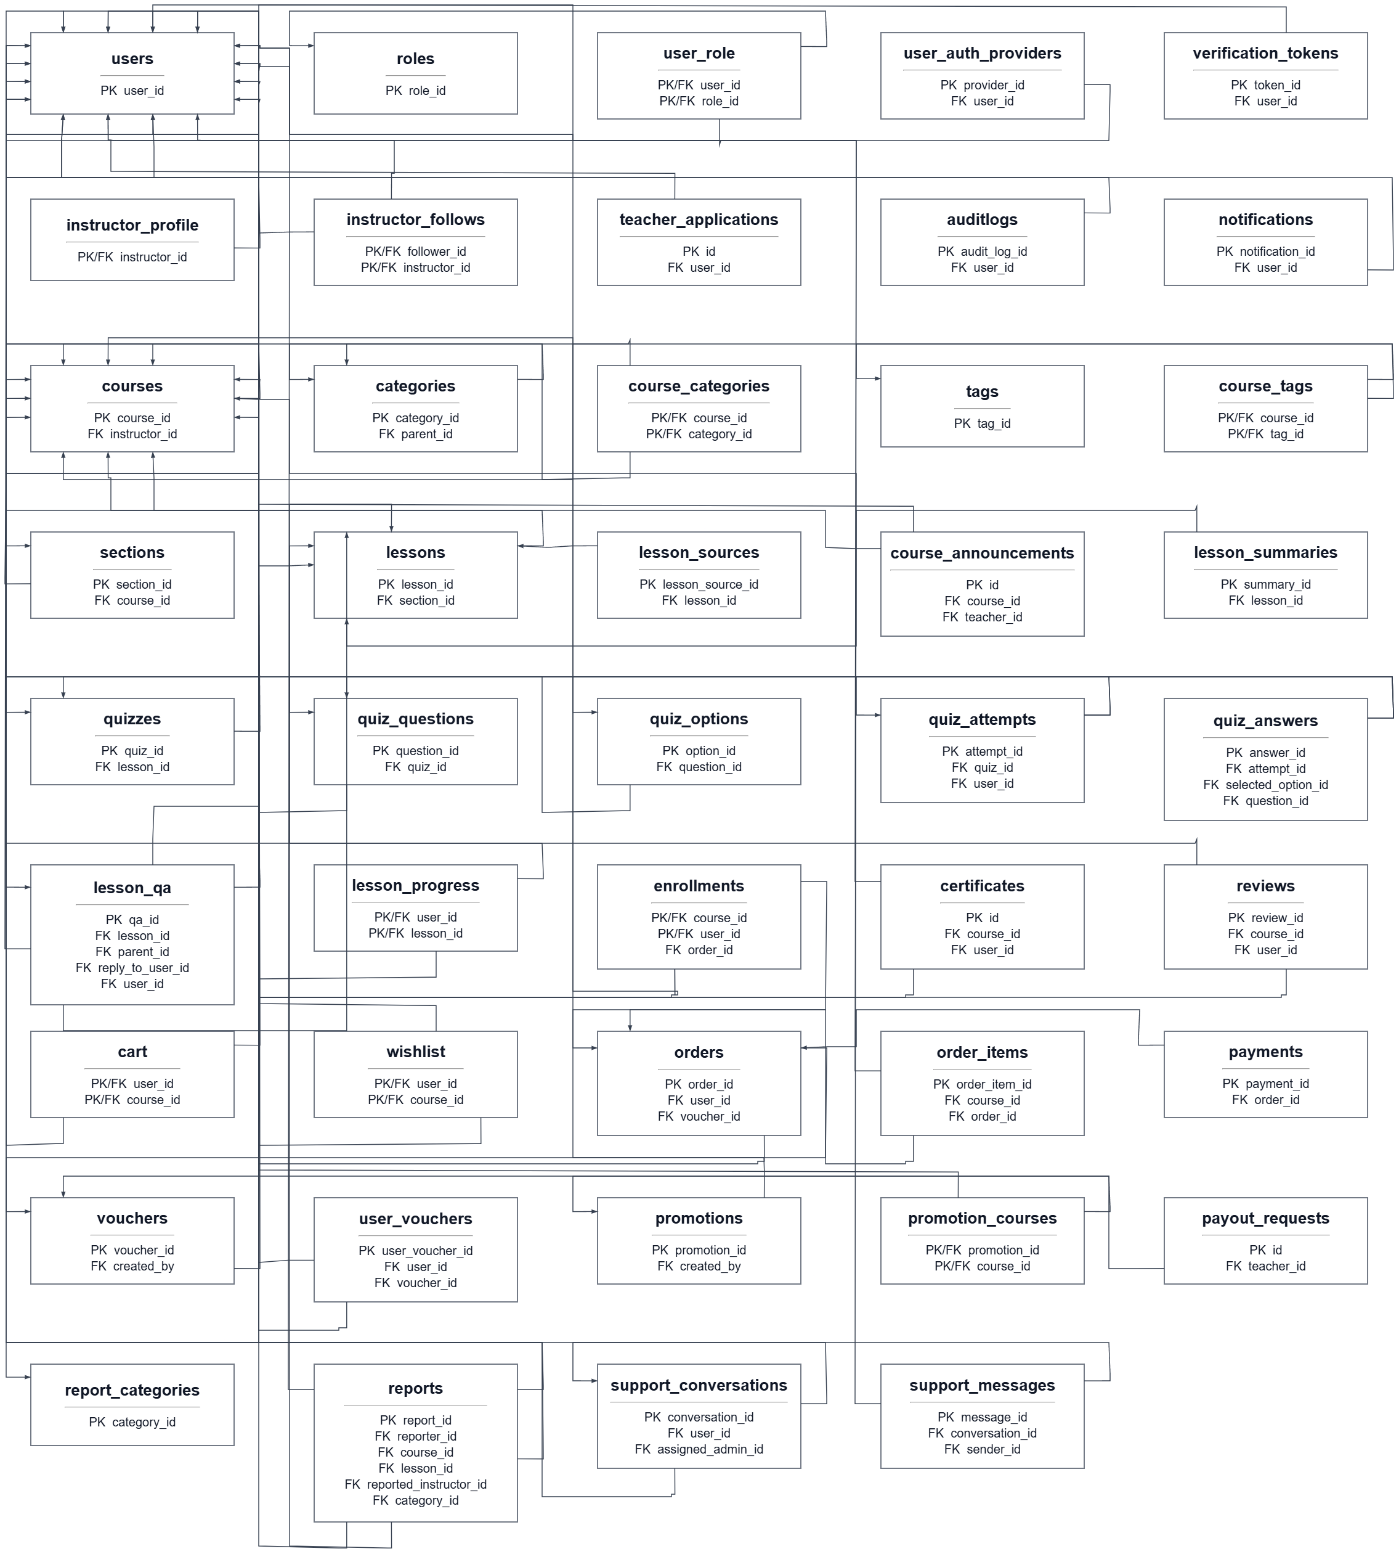 users
PK user_id
roles
PK role_id
user_role
PK/FK user_id
PK/FK role_id
user_auth_providers
PK provider_id
FK user_id
verification_tokens
PK token_id
FK user_id
instructor_profile
PK/FK instructor_id
instructor_follows
PK/FK follower_id
PK/FK instructor_id
teacher_applications
PK id
FK user_id
auditlogs
PK audit_log_id
FK user_id
notifications
PK notification_id
FK user_id
courses
PK course_id
FK instructor_id
categories
PK category_id
FK parent_id
course_categories
PK/FK course_id
PK/FK category_id
tags
PK tag_id
course_tags
PK/FK course_id
PK/FK tag_id
sections
PK section_id
FK course_id
lessons
PK lesson_id
FK section_id
lesson_sources
PK lesson_source_id
FK lesson_id
course_announcements
PK id
FK course_id
FK teacher_id
lesson_summaries
PK summary_id
FK lesson_id
quizzes
PK quiz_id
FK lesson_id
quiz_questions
PK question_id
FK quiz_id
quiz_options
PK option_id
FK question_id
quiz_attempts
PK attempt_id
FK quiz_id
FK user_id
quiz_answers
PK answer_id
FK attempt_id
FK selected_option_id
FK question_id
lesson_qa
PK qa_id
FK lesson_id
FK parent_id
FK reply_to_user_id
FK user_id
lesson_progress
PK/FK user_id
PK/FK lesson_id
enrollments
PK/FK course_id
PK/FK user_id
FK order_id
certificates
PK id
FK course_id
FK user_id
reviews
PK review_id
FK course_id
FK user_id
cart
PK/FK user_id
PK/FK course_id
wishlist
PK/FK user_id
PK/FK course_id
orders
PK order_id
FK user_id
FK voucher_id
order_items
PK order_item_id
FK course_id
FK order_id
payments
PK payment_id
FK order_id
vouchers
PK voucher_id
FK created_by
user_vouchers
PK user_voucher_id
FK user_id
FK voucher_id
promotions
PK promotion_id
FK created_by
promotion_courses
PK/FK promotion_id
PK/FK course_id
payout_requests
PK id
FK teacher_id
report_categories
PK category_id
reports
PK report_id
FK reporter_id
FK course_id
FK lesson_id
FK reported_instructor_id
FK category_id
support_conversations
PK conversation_id
FK user_id
FK assigned_admin_id
support_messages
PK message_id
FK conversation_id
FK sender_id